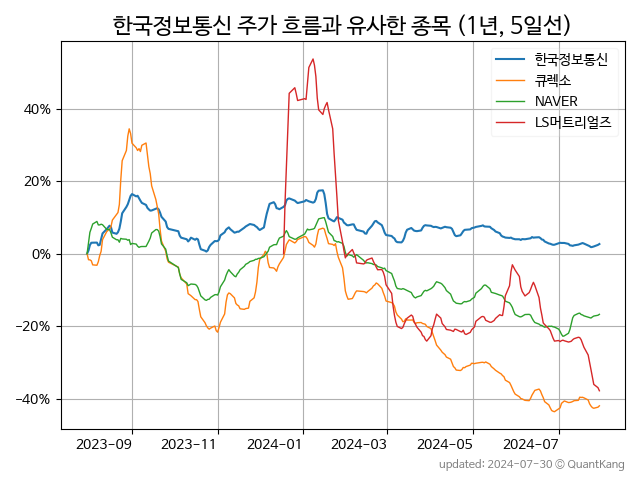 한국정보통신 주가 흐름과 유사한 종목 (1년, 5일선)
한국정보통신
큐렉소
NAVER
LS머트리얼즈
40%
20%
0%
−20%
−40%
2023-09 2023-11 2024-01 2024-03 2024-05 2024-07
updated: 2024-07-30 © QuantKang